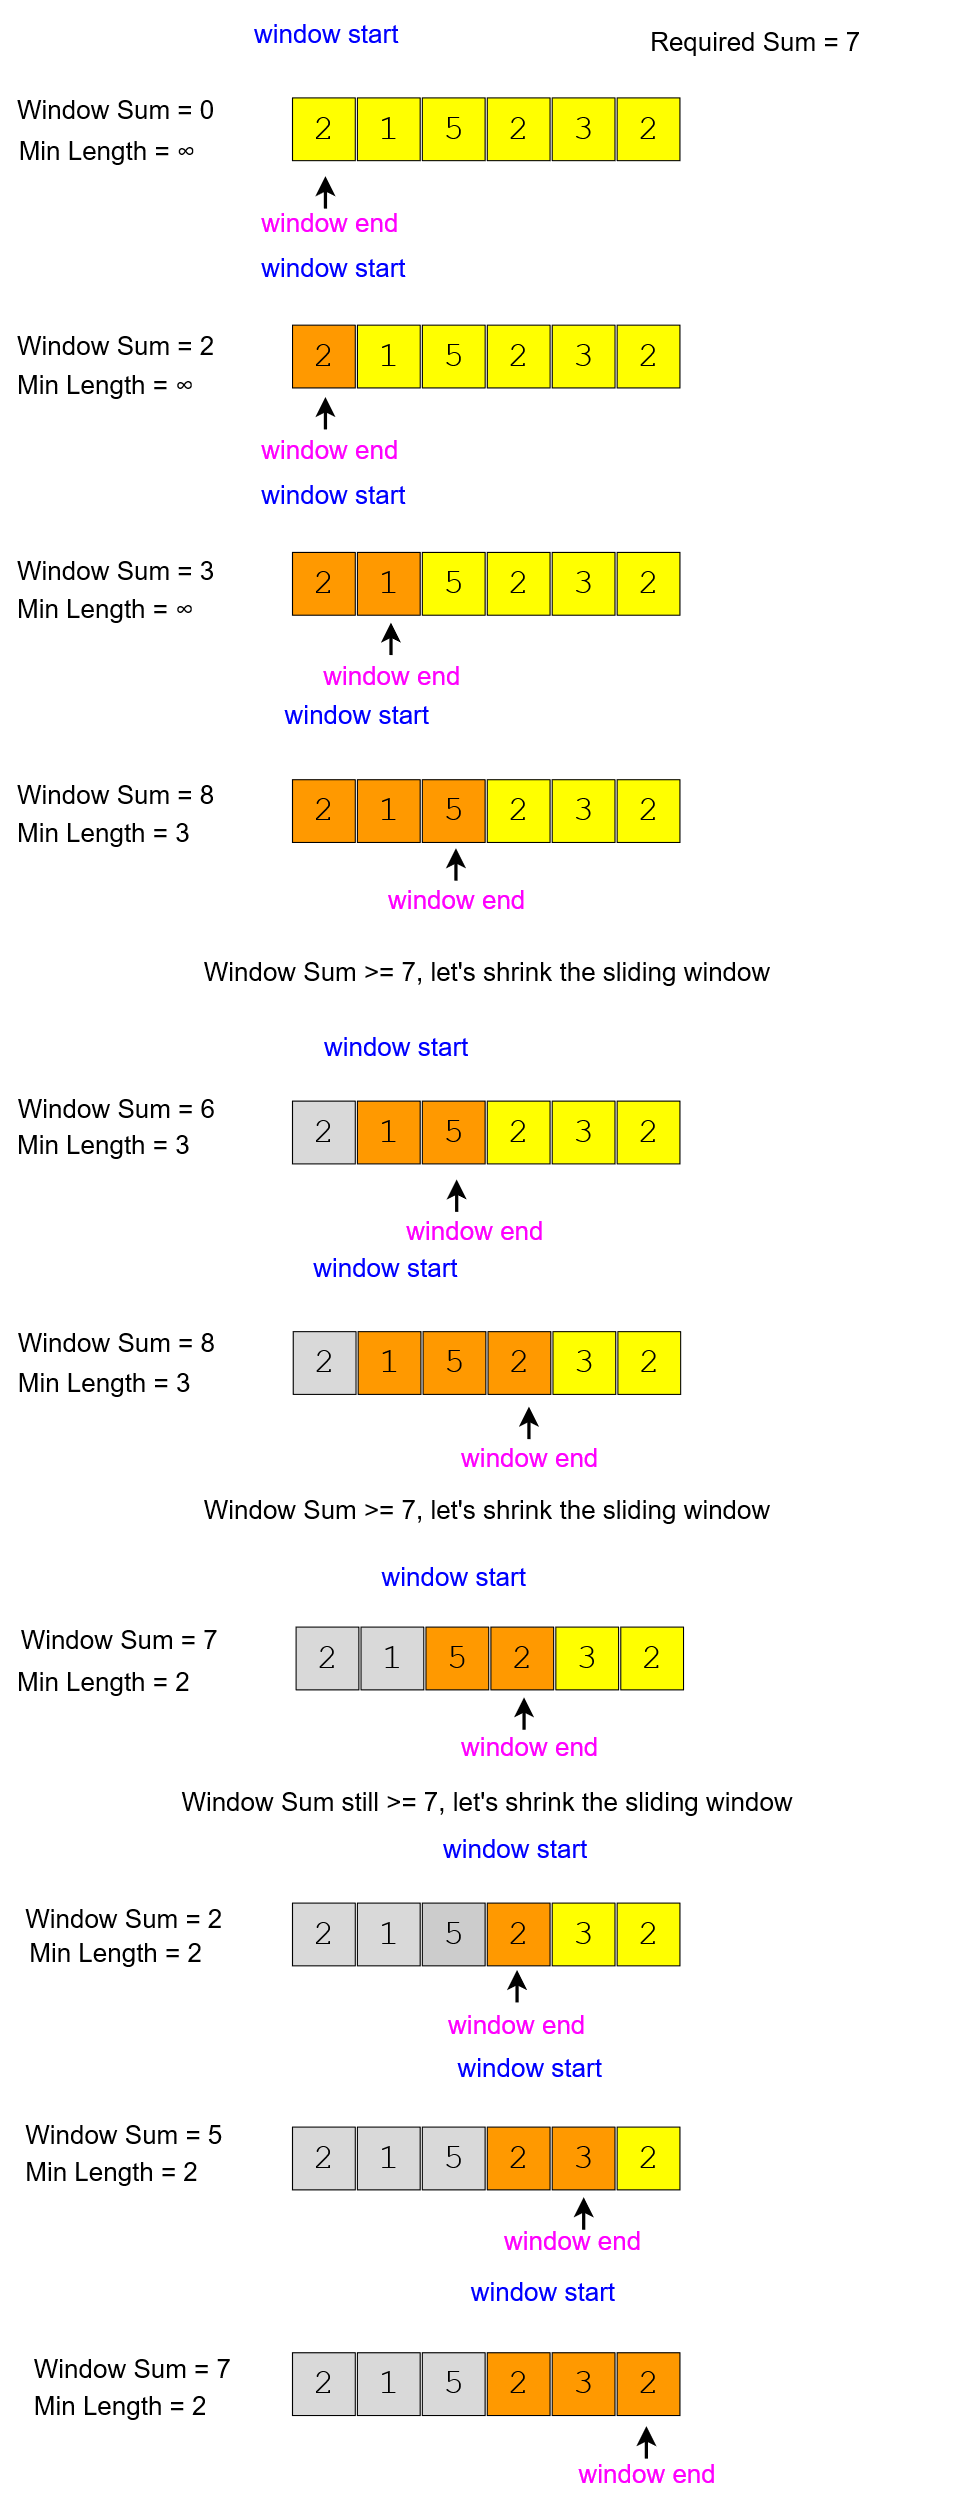 window start
Required Sum = 7
Window Sum = 0
Min Length = ∞
2 1 5 2 3 2
window end
window start
Window Sum = 2
Min Length = ∞
2 1 5 2 3 2
window end
window start
Window Sum = 3
Min Length = ∞
2 1 5 2 3 2
window end
window start
Window Sum = 8
Min Length = 3
2 1 5 2 3 2
window end
Window Sum >= 7, let's shrink the sliding window
window start
Window Sum = 6
Min Length = 3
2 1 5 2 3 2
window end
window start
Window Sum = 8
Min Length = 3
2 1 5 2 3 2
window end
Window Sum >= 7, let's shrink the sliding window
window start
Window Sum = 7
Min Length = 2
2 1 5 2 3 2
window end
Window Sum still >= 7, let's shrink the sliding window
window start
Window Sum = 2
Min Length = 2
2 1 5 2 3 2
window end
window start
Window Sum = 5
Min Length = 2
2 1 5 2 3 2
window end
window start
Window Sum = 7
Min Length = 2
2 1 5 2 3 2
window end